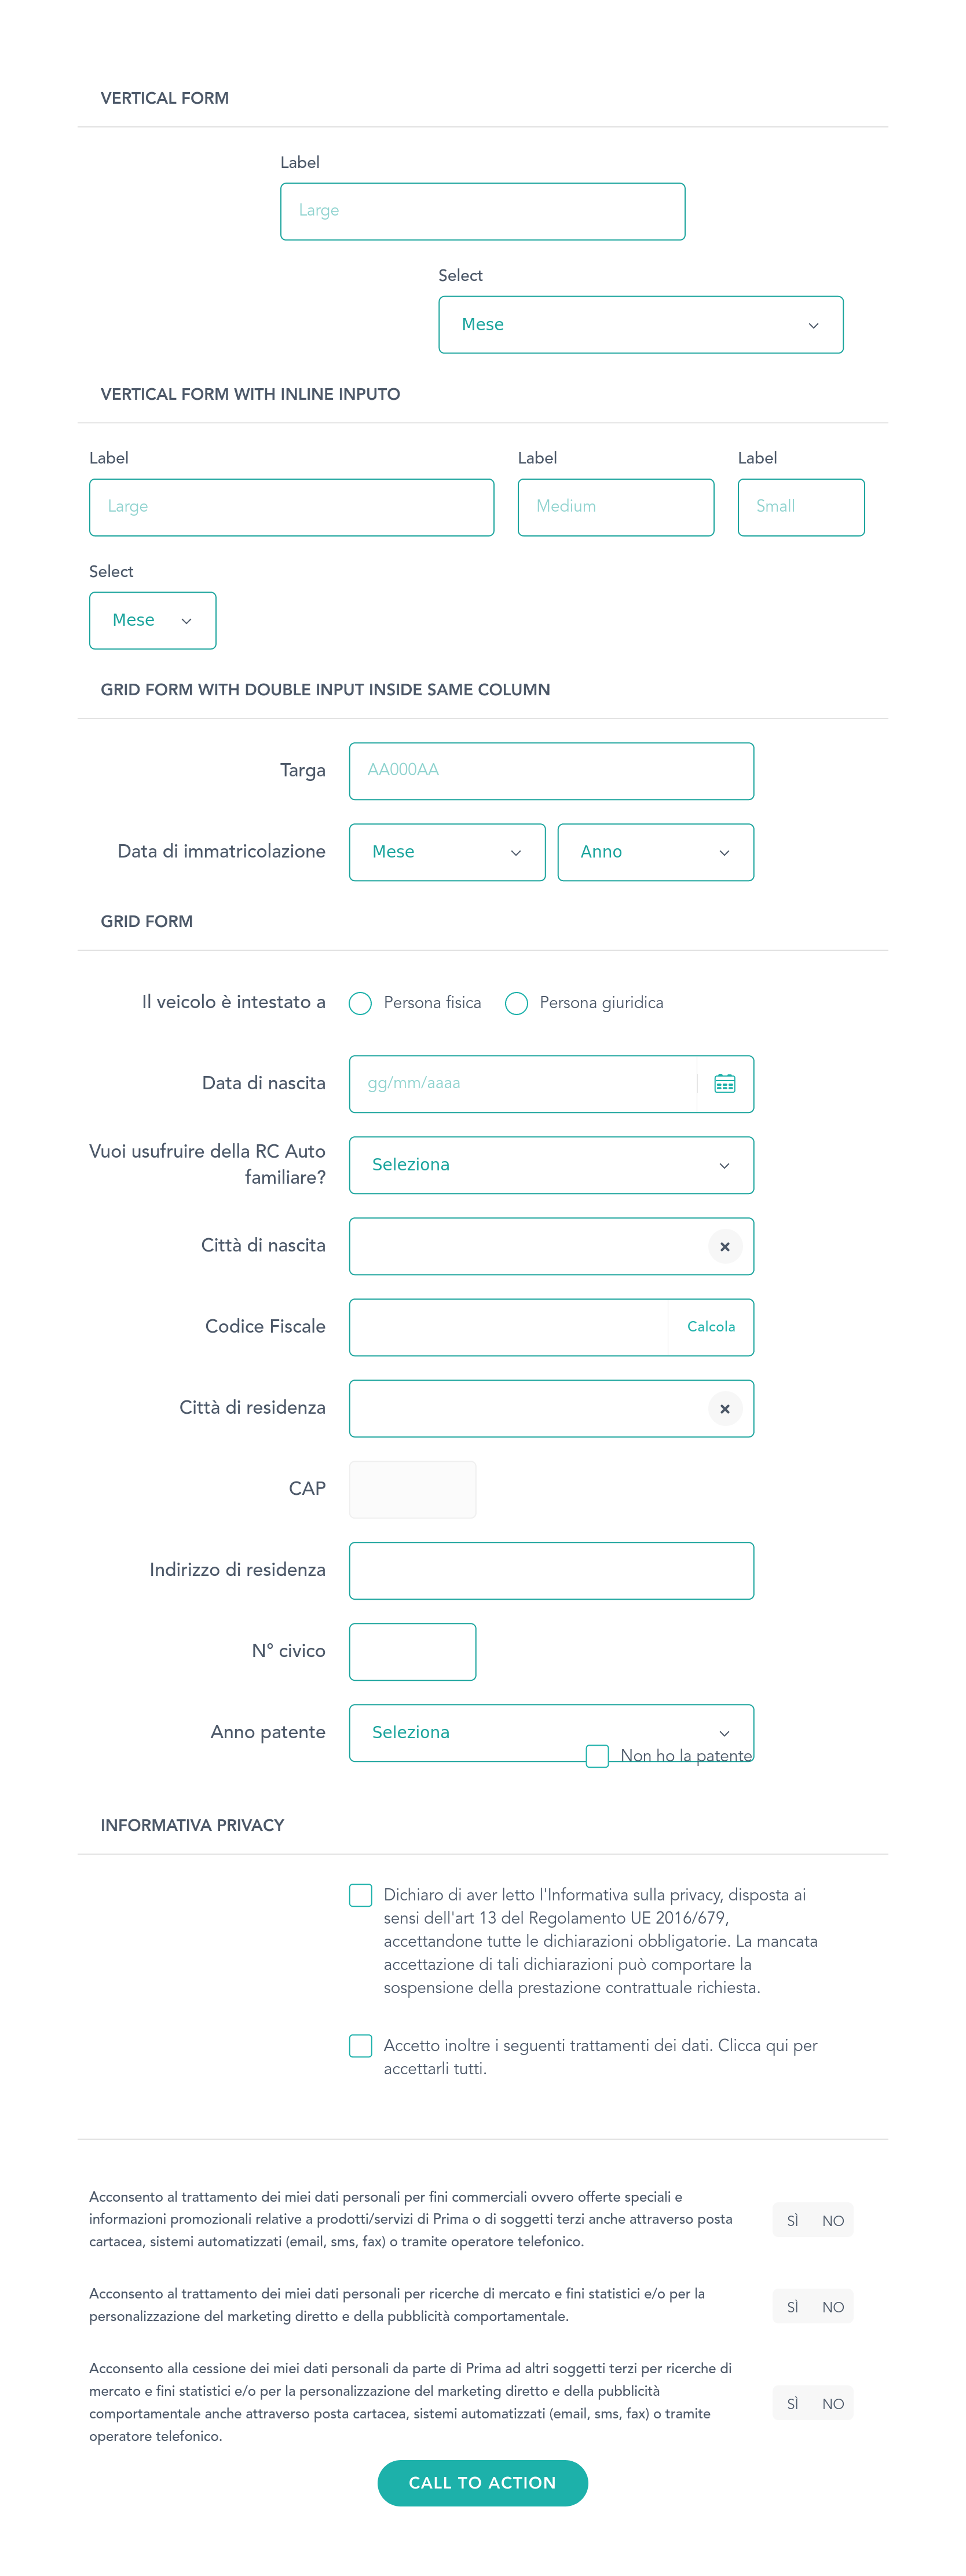 VERTICAL FORM
Label
Large
Select
Mese
VERTICAL FORM WITH INLINE INPUTO
Label Label Label
Large Medium Small
Select
Mese
GRID FORM WITH DOUBLE INPUT INSIDE SAME COLUMN
Targa AA000AA
Data di immatricolazione Mese Anno
GRID FORM
Il veicolo è intestato a Persona fisica Persona giuridica
Data di nascita gg/mm/aaaa
Vuoi usufruire della RC Auto
familiare?
Seleziona
Città di nascita
Codice Fiscale Calcola
Città di residenza
CAP
Indirizzo di residenza
N° civico
Anno patente Seleziona
Non ho la patente
INFORMATIVA PRIVACY
Dichiaro di aver letto l'Informativa sulla privacy, disposta ai
sensi dell'art 13 del Regolamento UE 2016/679,
accettandone tutte le dichiarazioni obbligatorie. La mancata
accettazione di tali dichiarazioni può comportare la
sospensione della prestazione contrattuale richiesta.
Accetto inoltre i seguenti trattamenti dei dati. Clicca qui per
accettarli tutti.
Acconsento al trattamento dei miei dati personali per fini commerciali ovvero offerte speciali e
informazioni promozionali relative a prodotti/servizi di Prima o di soggetti terzi anche attraverso posta
cartacea, sistemi automatizzati (email, sms, fax) o tramite operatore telefonico.
SÌ NO
Acconsento al trattamento dei miei dati personali per ricerche di mercato e fini statistici e/o per la
personalizzazione del marketing diretto e della pubblicità comportamentale.
SÌ NO
Acconsento alla cessione dei miei dati personali da parte di Prima ad altri soggetti terzi per ricerche di
mercato e fini statistici e/o per la personalizzazione del marketing diretto e della pubblicità
comportamentale anche attraverso posta cartacea, sistemi automatizzati (email, sms, fax) o tramite
operatore telefonico.
SÌ NO
CALL TO ACTION